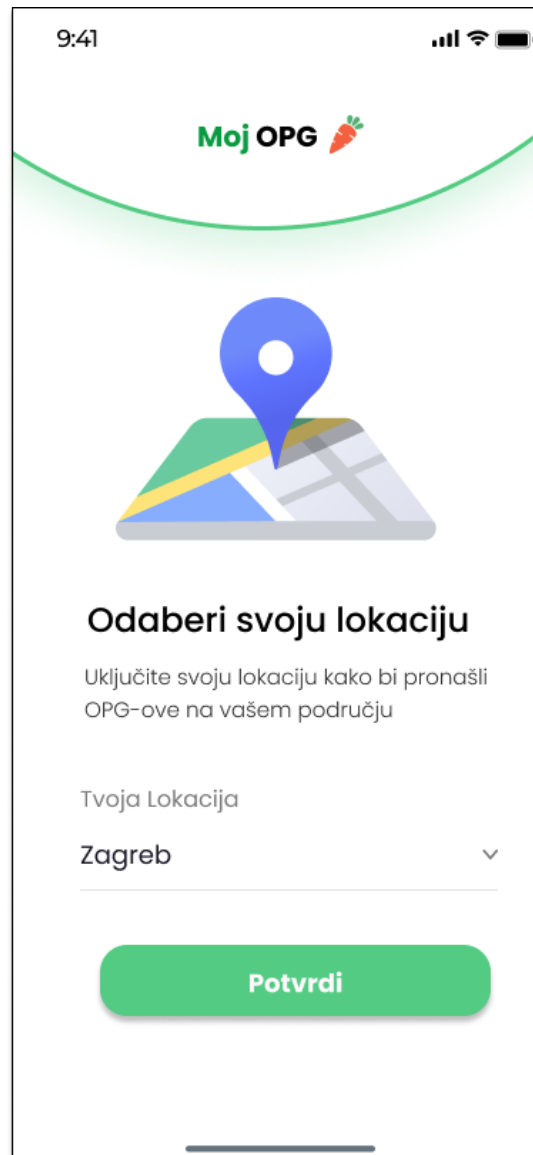 9:41
Moj OPG
Odaberi svoju lokaciju
Uključite svoju lokaciju kako bi pronašli
OPG-ove na vašem području
Tvoja Lokacija
Zagreb
Potvrdi